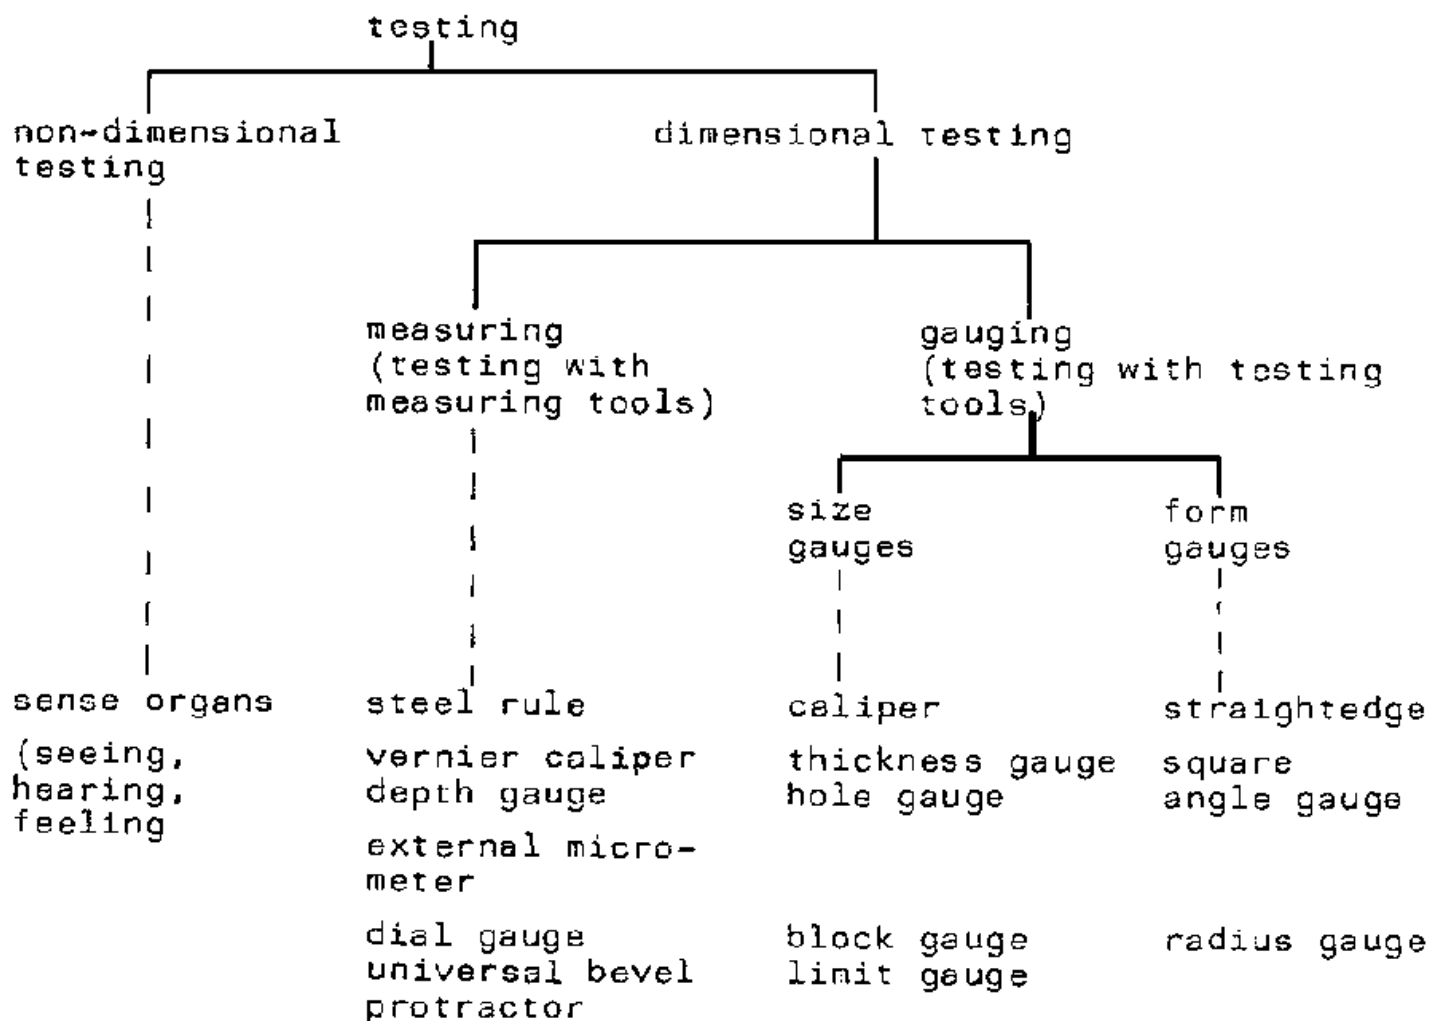 testing
non-dimensional
testing
dimensional testing
measuring
(testing with
measuring tools)
gauging
(testing with testing
tools)
size
gauges
form
gauges
sense organs
(seeing,
hearing,
feeling
steel rule
vernier caliper
depth gauge
external micro-
meter
dial gauge
universal bevel
protractor
caliper
thickness gauge
hole gauge
block gauge
limit gauge
straightedge
square
angle gauge
radius gauge